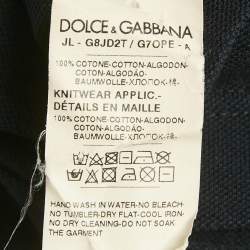 DOLCE & GABBANA
JL - G8JD2T / G7OPE - A
100% COTONE-COTTON-ALGODON-
COTON-ALGODÃO-
BAUMWOLLE-ХЛОПОК-棉-
KNITWEAR APPLIC.-
DÉTAILS EN MAILLE
100% COTONE-COTTON-ALGODON-
COTON-ALGODÃO-
BAUMWOLLE-ХЛОПОК-棉-
HAND WASH IN WATER-NO BLEACH-
NO TUMBLER-DRY FLAT-COOL IRON-
NO DRY CLEANING-DO NOT SOAK
THE GARMENT